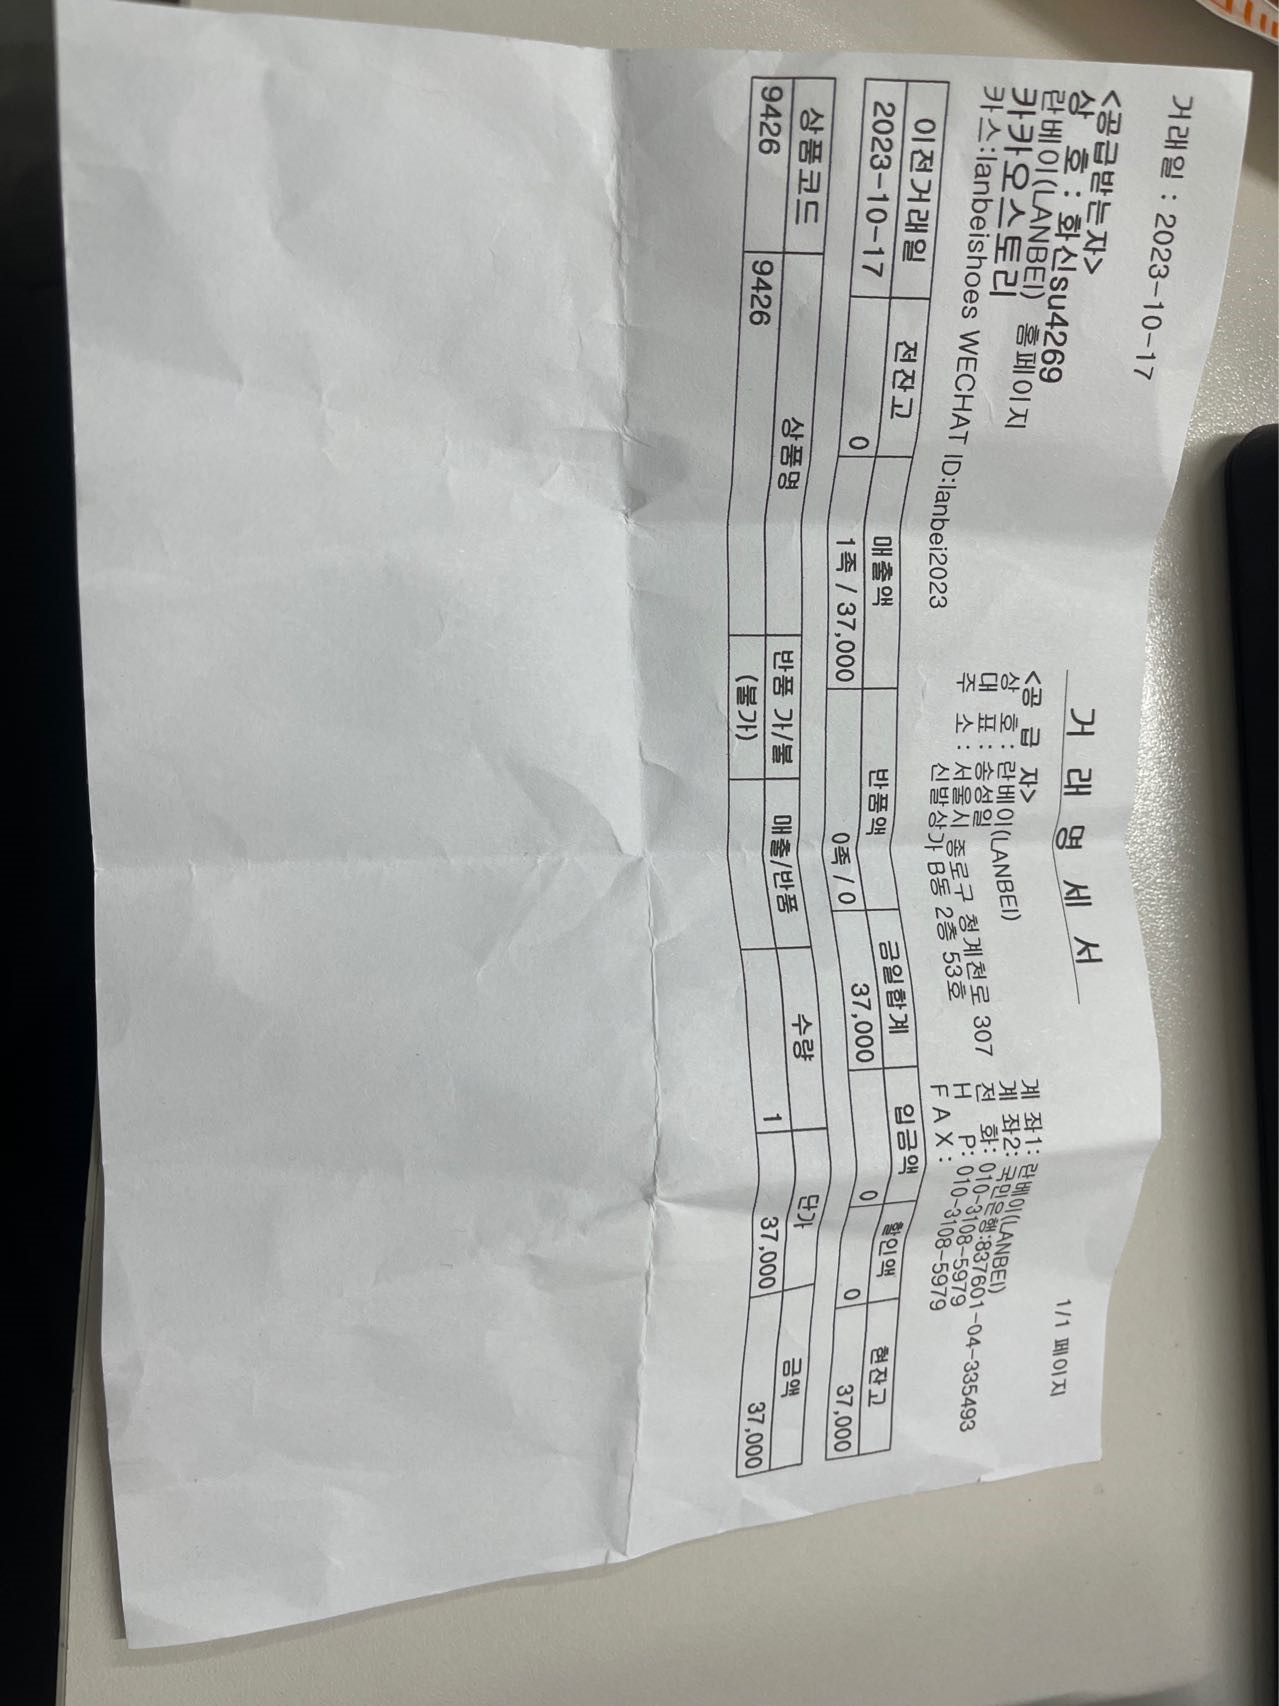 거래일 : 2023-10-17
거 래 명 세 서
1/1 페이지
<공급받는자>
상 호 : 화신su4269
란베이(LANBEI) 홈페이지
카카오스토리
카스:lanbeishoes WECHAT ID:lanbei2023
<공 급 자>
상 호 : 란베이(LANBEI)
대 표 : 송성일
주 소 : 서울시 종로구 청계천로 307
신발상가 B동 2층 53호
계 좌1: 란베이(LANBEI)
계 좌2: 국민은행:837601-04-335493
전 화: 010-3108-5979
H P: 010-3108-5979
F A X :
이전거래일 전잔고 매출액 반품액 금일합계 입금액 할인액 현잔고
2023-10-17 0 1족 / 37,000 0족 / 0 37,000 0 0 37,000
상품코드 상품명 반품 가/불 매출/반품 수량 단가 금액
9426 9426 (불가) 1 37,000 37,000